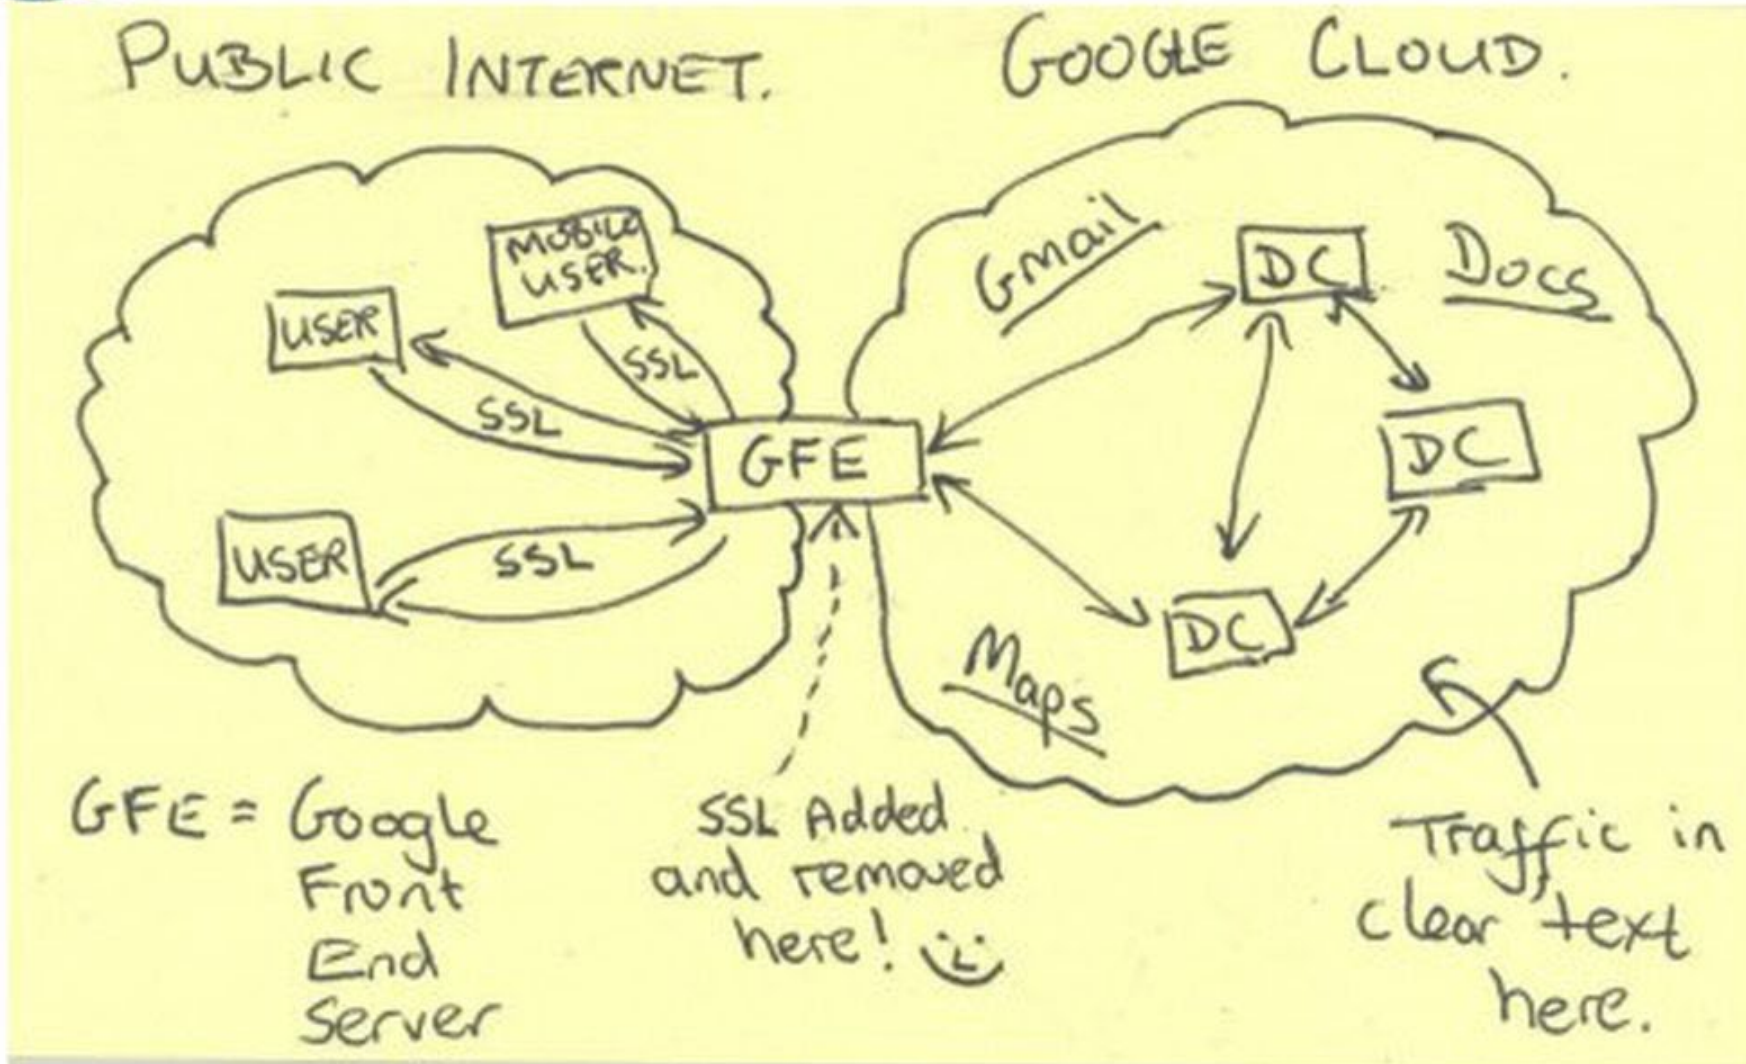 PUBLIC INTERNET.
GOOGLE CLOUD.
MOBILE
USER.
USER
SSL
SSL
USER
SSL
GFE
Gmail
DC
Docs
DC
DC
Maps
GFE = Google
Front
End
Server
SSL Added
and removed
here!
Traffic in
clear text
here.